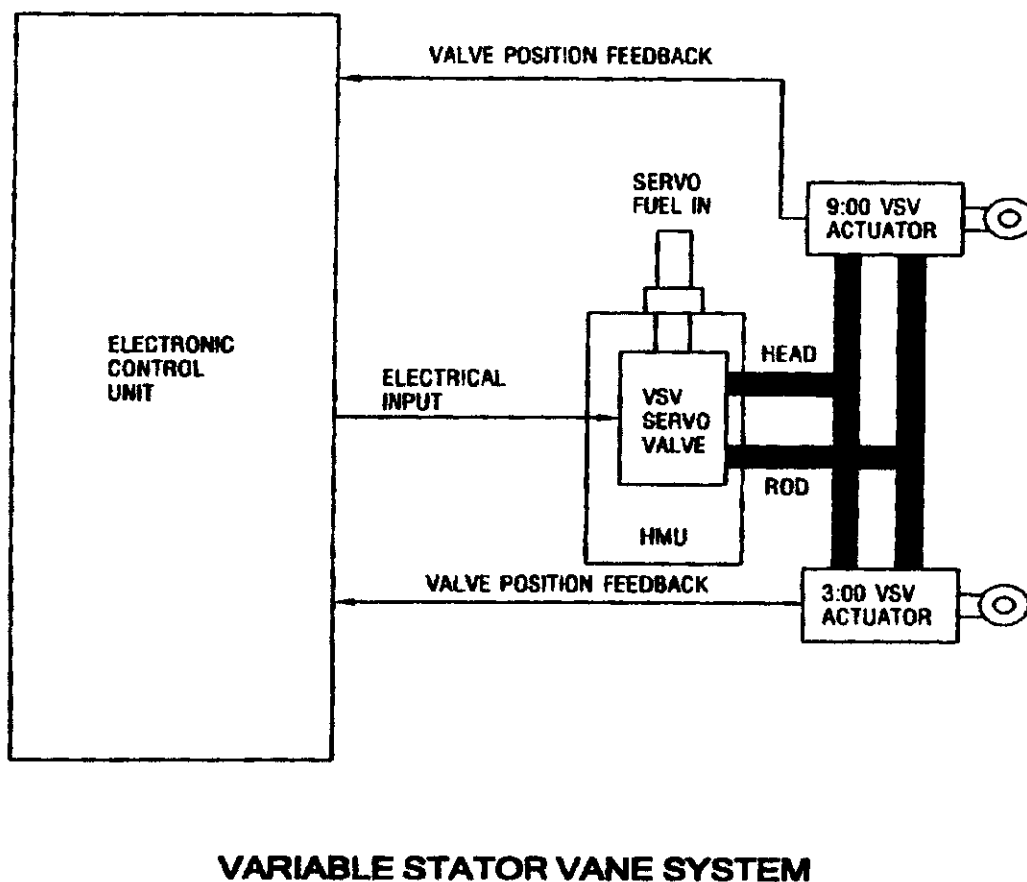 VALVE POSITION FEEDBACK
SERVO
FUEL IN
9:00 VSV
ACTUATOR
ELECTRONIC
CONTROL
UNIT
HEAD
ELECTRICAL
INPUT
VSV
SERVO
VALVE
ROD
HMU
VALVE POSITION FEEDBACK
3:00 VSV
ACTUATOR
VARIABLE STATOR VANE SYSTEM